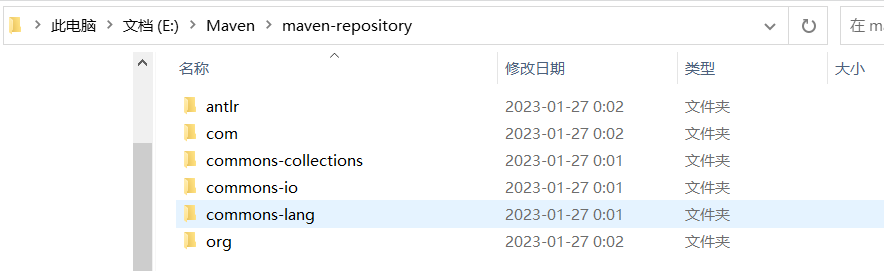 此电脑 文档 (E:) Maven maven-repository 在 ma
名称 修改日期 类型 大小
antlr 2023-01-27 0:02 文件夹
com 2023-01-27 0:02 文件夹
commons-collections 2023-01-27 0:01 文件夹
commons-io 2023-01-27 0:01 文件夹
commons-lang 2023-01-27 0:01 文件夹
org 2023-01-27 0:02 文件夹